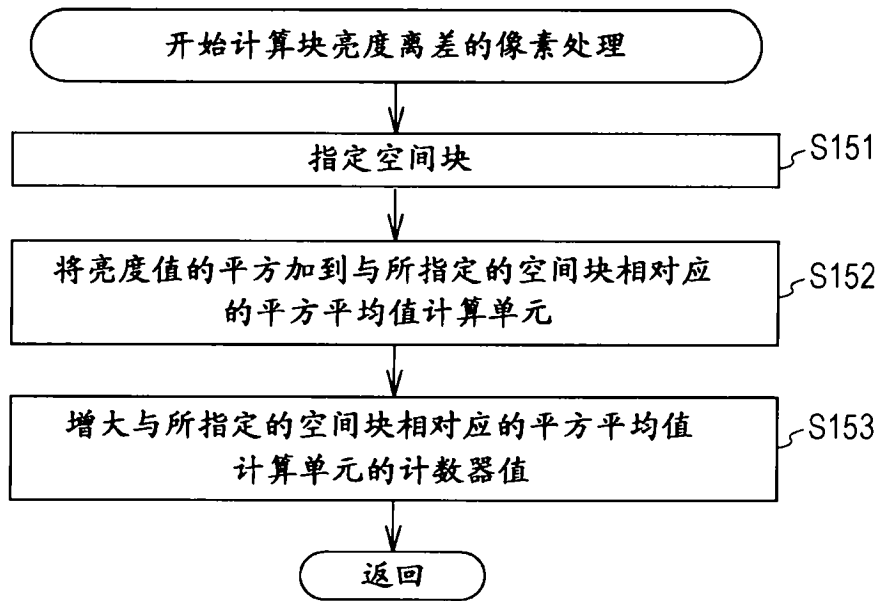 开始计算块亮度离差的像素处理
指定空间块
S151
将亮度值的平方加到与所指定的空间块相对应
的平方平均值计算单元
S152
增大与所指定的空间块相对应的平方平均值
计算单元的计数器值
S153
返回